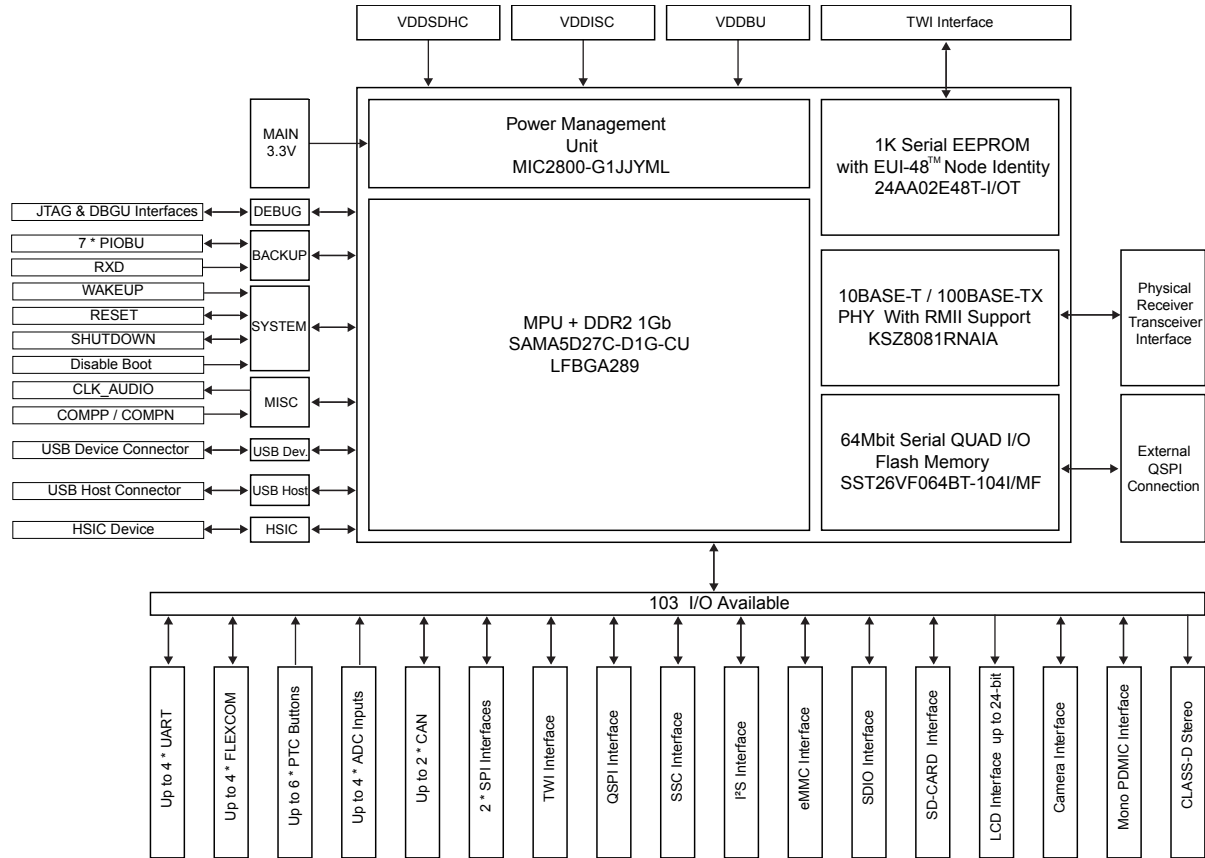 VDDSDHC
VDDISC
VDDBU
TWI Interface
MAIN
3.3V
Power Management
Unit
MIC2800-G1JJYML
1K Serial EEPROM
with EUI-48™ Node Identity
24AA02E48T-I/OT
JTAG & DBGU Interfaces
DEBUG
7 * PIOBU
RXD
BACKUP
WAKEUP
RESET
SHUTDOWN
Disable Boot
SYSTEM
CLK_AUDIO
COMPP / COMPN
MISC
USB Device Connector
USB Dev.
USB Host Connector
USB Host
HSIC Device
HSIC
MPU + DDR2 1Gb
SAMA5D27C-D1G-CU
LFBGA289
10BASE-T / 100BASE-TX
PHY With RMII Support
KSZ8081RNAIA
Physical
Receiver
Transceiver
Interface
64Mbit Serial QUAD I/O
Flash Memory
SST26VF064BT-104I/MF
External
QSPI
Connection
103 I/O Available
Up to 4 * UART
Up to 4 * FLEXCOM
Up to 6 * PTC Buttons
Up to 4 * ADC Inputs
Up to 2 * CAN
2 * SPI Interfaces
TWI Interface
QSPI Interface
SSC Interface
I²S Interface
eMMC Interface
SDIO Interface
SD-CARD Interface
LCD Interface up to 24-bit
Camera Interface
Mono PDMIC Interface
CLASS-D Stereo